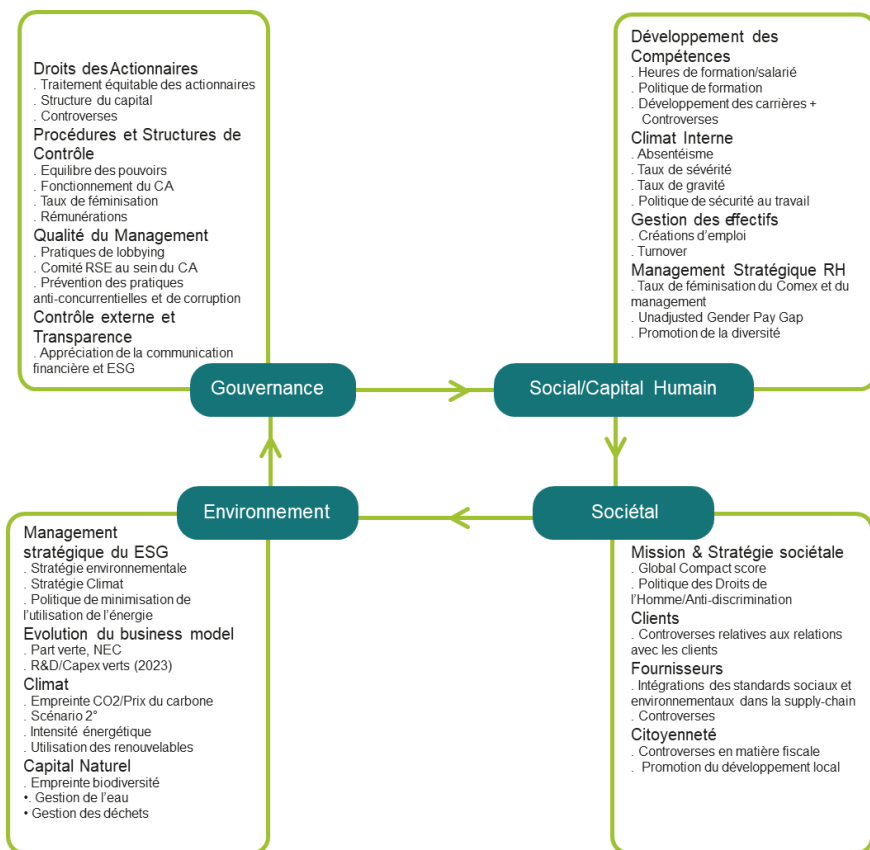 Droits des Actionnaires
. Traitement équitable des actionnaires
. Structure du capital
. Controverses
Procédures et Structures de
Contrôle
. Equilibre des pouvoirs
. Fonctionnement du CA
. Taux de féminisation
. Rémunérations
Qualité du Management
. Pratiques de lobbying
. Comité RSE au sein du CA
. Prévention des pratiques
anti-concurrentielles et de corruption
Contrôle externe et
Transparence
. Appréciation de la communication
financière et ESG
Gouvernance
Développement des
Compétences
. Heures de formation/salarié
. Politique de formation
. Développement des carrières +
Controverses
Climat Interne
. Absentéisme
. Taux de sévérité
. Taux de gravité
. Politique de sécurité au travail
Gestion des effectifs
. Créations d'emploi
. Turnover
Management Stratégique RH
. Taux de féminisation du Comex et du
management
. Unadjusted Gender Pay Gap
. Promotion de la diversité
Social/Capital Humain
Environnement
Management
stratégique du ESG
. Stratégie environnementale
. Stratégie Climat
. Politique de minimisation de
l'utilisation de l'énergie
Evolution du business model
. Part verte, NEC
. R&D/Capex verts (2023)
Climat
. Empreinte CO2/Prix du carbone
. Scénario 2°
. Intensité énergétique
. Utilisation des renouvelables
Capital Naturel
. Empreinte biodiversité
•. Gestion de l'eau
• Gestion des déchets
Sociétal
Mission & Stratégie sociétale
. Global Compact score
. Politique des Droits de
l'Homme/Anti-discrimination
Clients
. Controverses relatives aux relations
avec les clients
Fournisseurs
. Intégrations des standards sociaux et
environnementaux dans la supply-chain
. Controverses
Citoyenneté
. Controverses en matière fiscale
. Promotion du développement local